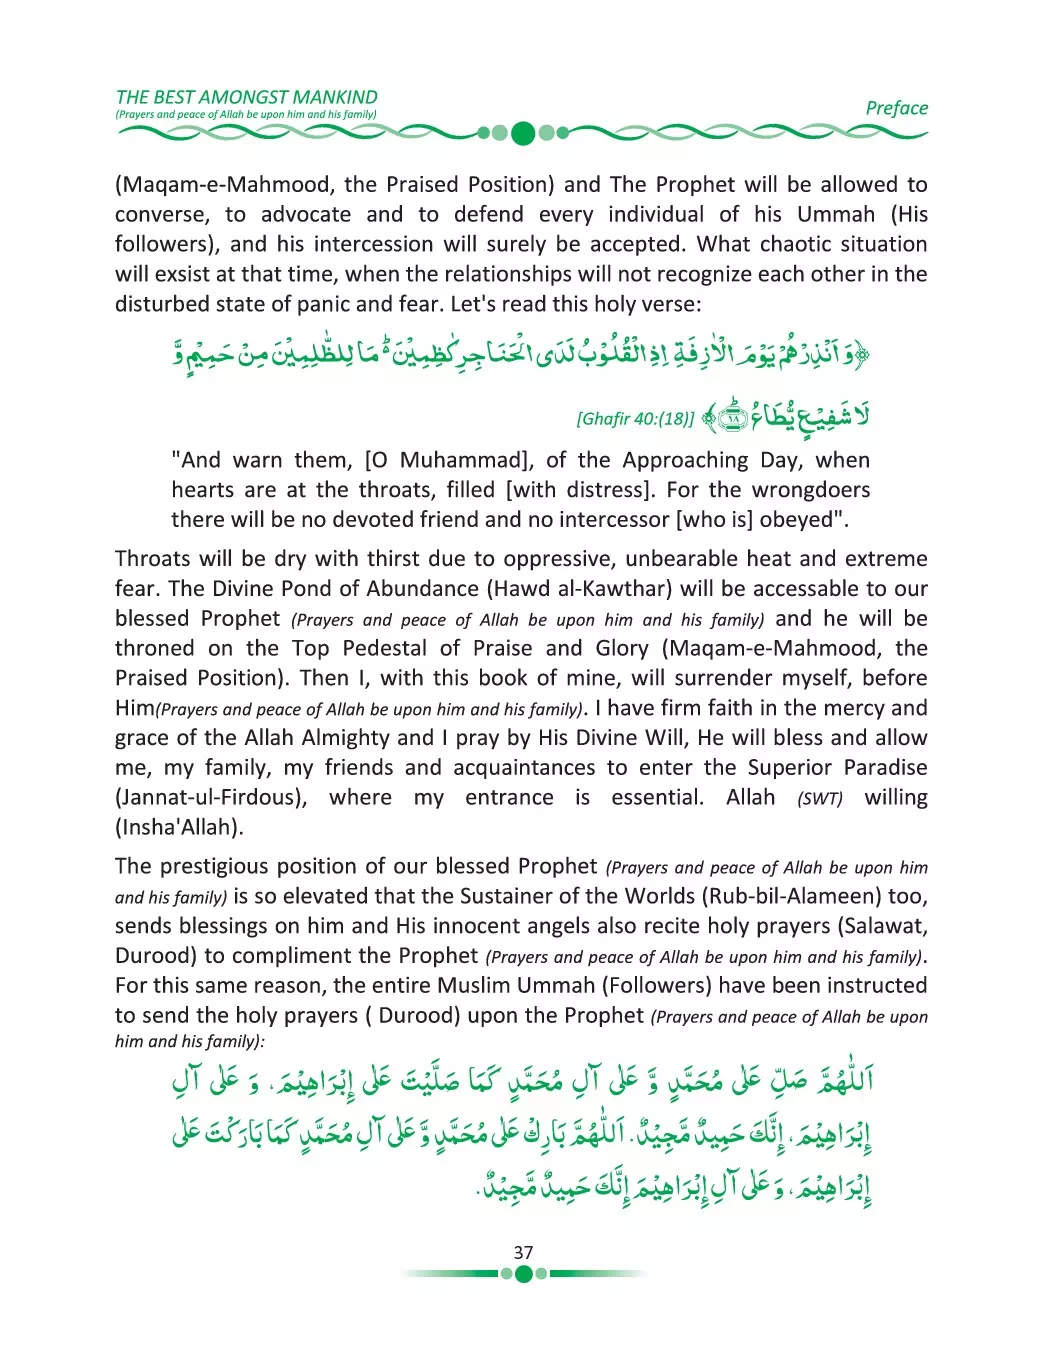 THE BEST AMONGST MANKIND
(Prayers and peace of Allah be upon him and his family)
Preface
(Maqam-e-Mahmood, the Praised Position) and The Prophet will be allowed to
converse, to advocate and to defend every individual of his Ummah (His
followers), and his intercession will surely be accepted. What chaotic situation
will exsist at that time, when the relationships will not recognize each other in the
disturbed state of panic and fear. Let's read this holy verse:
﴿وَ اَنْذِرْهُمْ يَوْمَ الْاٰزِفَةِ اِذِ الْقُلُوْبُ لَدَى الْحَنَاجِرِ كٰظِمِيْنَ ؕ۬ مَا لِلظّٰلِمِيْنَ مِنْ حَمِيْمٍ وَّ
لَا شَفِيْعٍ يُّطَاعُ ؕ۝۱۸﴾ [Ghafir 40:(18)]
"And warn them, [O Muhammad], of the Approaching Day, when
hearts are at the throats, filled [with distress]. For the wrongdoers
there will be no devoted friend and no intercessor [who is] obeyed".
Throats will be dry with thirst due to oppressive, unbearable heat and extreme
fear. The Divine Pond of Abundance (Hawd al-Kawthar) will be accessable to our
blessed Prophet (Prayers and peace of Allah be upon him and his family) and he will be
throned on the Top Pedestal of Praise and Glory (Maqam-e-Mahmood, the
Praised Position). Then I, with this book of mine, will surrender myself, before
Him(Prayers and peace of Allah be upon him and his family). I have firm faith in the mercy and
grace of the Allah Almighty and I pray by His Divine Will, He will bless and allow
me, my family, my friends and acquaintances to enter the Superior Paradise
(Jannat-ul-Firdous), where my entrance is essential. Allah (SWT) willing
(Insha'Allah).
The prestigious position of our blessed Prophet (Prayers and peace of Allah be upon him
and his family) is so elevated that the Sustainer of the Worlds (Rub-bil-Alameen) too,
sends blessings on him and His innocent angels also recite holy prayers (Salawat,
Durood) to compliment the Prophet (Prayers and peace of Allah be upon him and his family).
For this same reason, the entire Muslim Ummah (Followers) have been instructed
to send the holy prayers ( Durood) upon the Prophet (Prayers and peace of Allah be upon
him and his family):
اَللّٰهُمَّ صَلِّ عَلٰى مُحَمَّدٍ وَّ عَلٰى آلِ مُحَمَّدٍ كَمَا صَلَّيْتَ عَلٰى إِبْرَاهِيْمَ، وَ عَلٰى آلِ
إِبْرَاهِيْمَ، إِنَّكَ حَمِيدٌ مَّجِيْدٌ. اَللّٰهُمَّ بَارِكْ عَلٰى مُحَمَّدٍ وَّ عَلٰى آلِ مُحَمَّدٍ كَمَا بَارَكْتَ عَلٰى
إِبْرَاهِيْمَ، وَ عَلٰى آلِ إِبْرَاهِيْمَ إِنَّكَ حَمِيدٌ مَّجِيْدٌ.
37